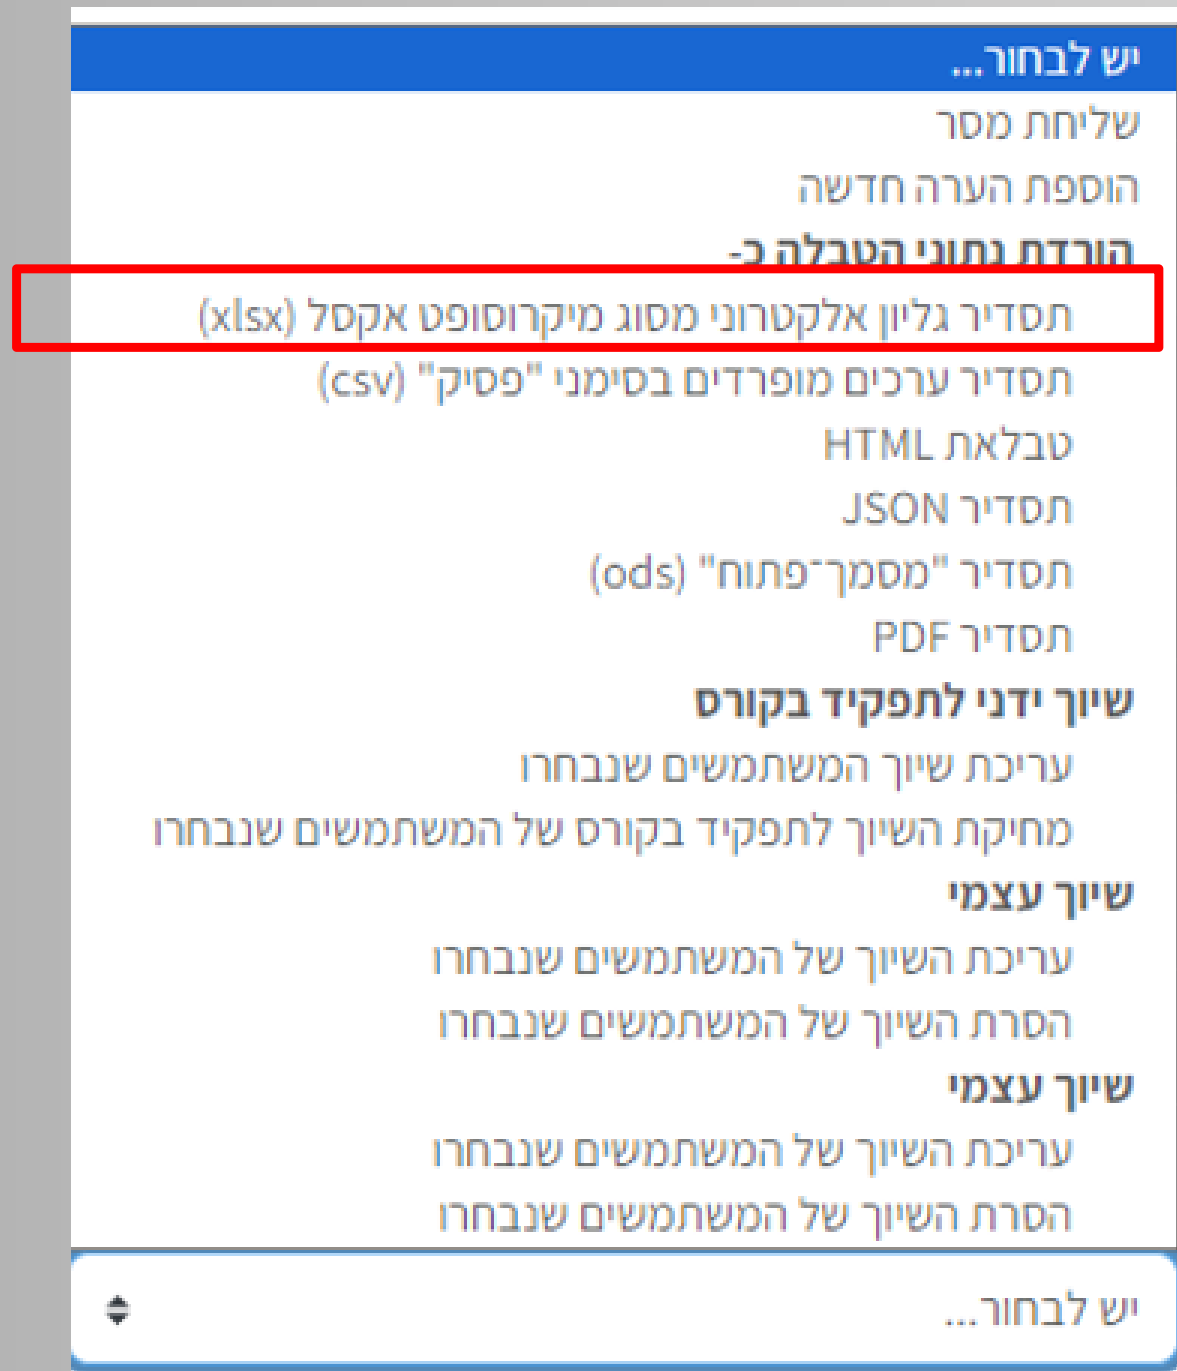 יש לבחור...
שליחת מסר
הוספת הערה חדשה
הורדת נתוני הטבלה כ-
תסדיר גליון אלקטרוני מסוג מיקרוסופט אקסל (xlsx)
תסדיר ערכים מופרדים בסימני "פסיק" (csv)
טבלאת HTML
תסדיר JSON
תסדיר "מסמך־פתוח" (ods)
תסדיר PDF
שיוך ידני לתפקיד בקורס
עריכת שיוך המשתמשים שנבחרו
מחיקת השיוך לתפקיד בקורס של המשתמשים שנבחרו
שיוך עצמי
עריכת השיוך של המשתמשים שנבחרו
הסרת השיוך של המשתמשים שנבחרו
שיוך עצמי
עריכת השיוך של המשתמשים שנבחרו
הסרת השיוך של המשתמשים שנבחרו
יש לבחור...